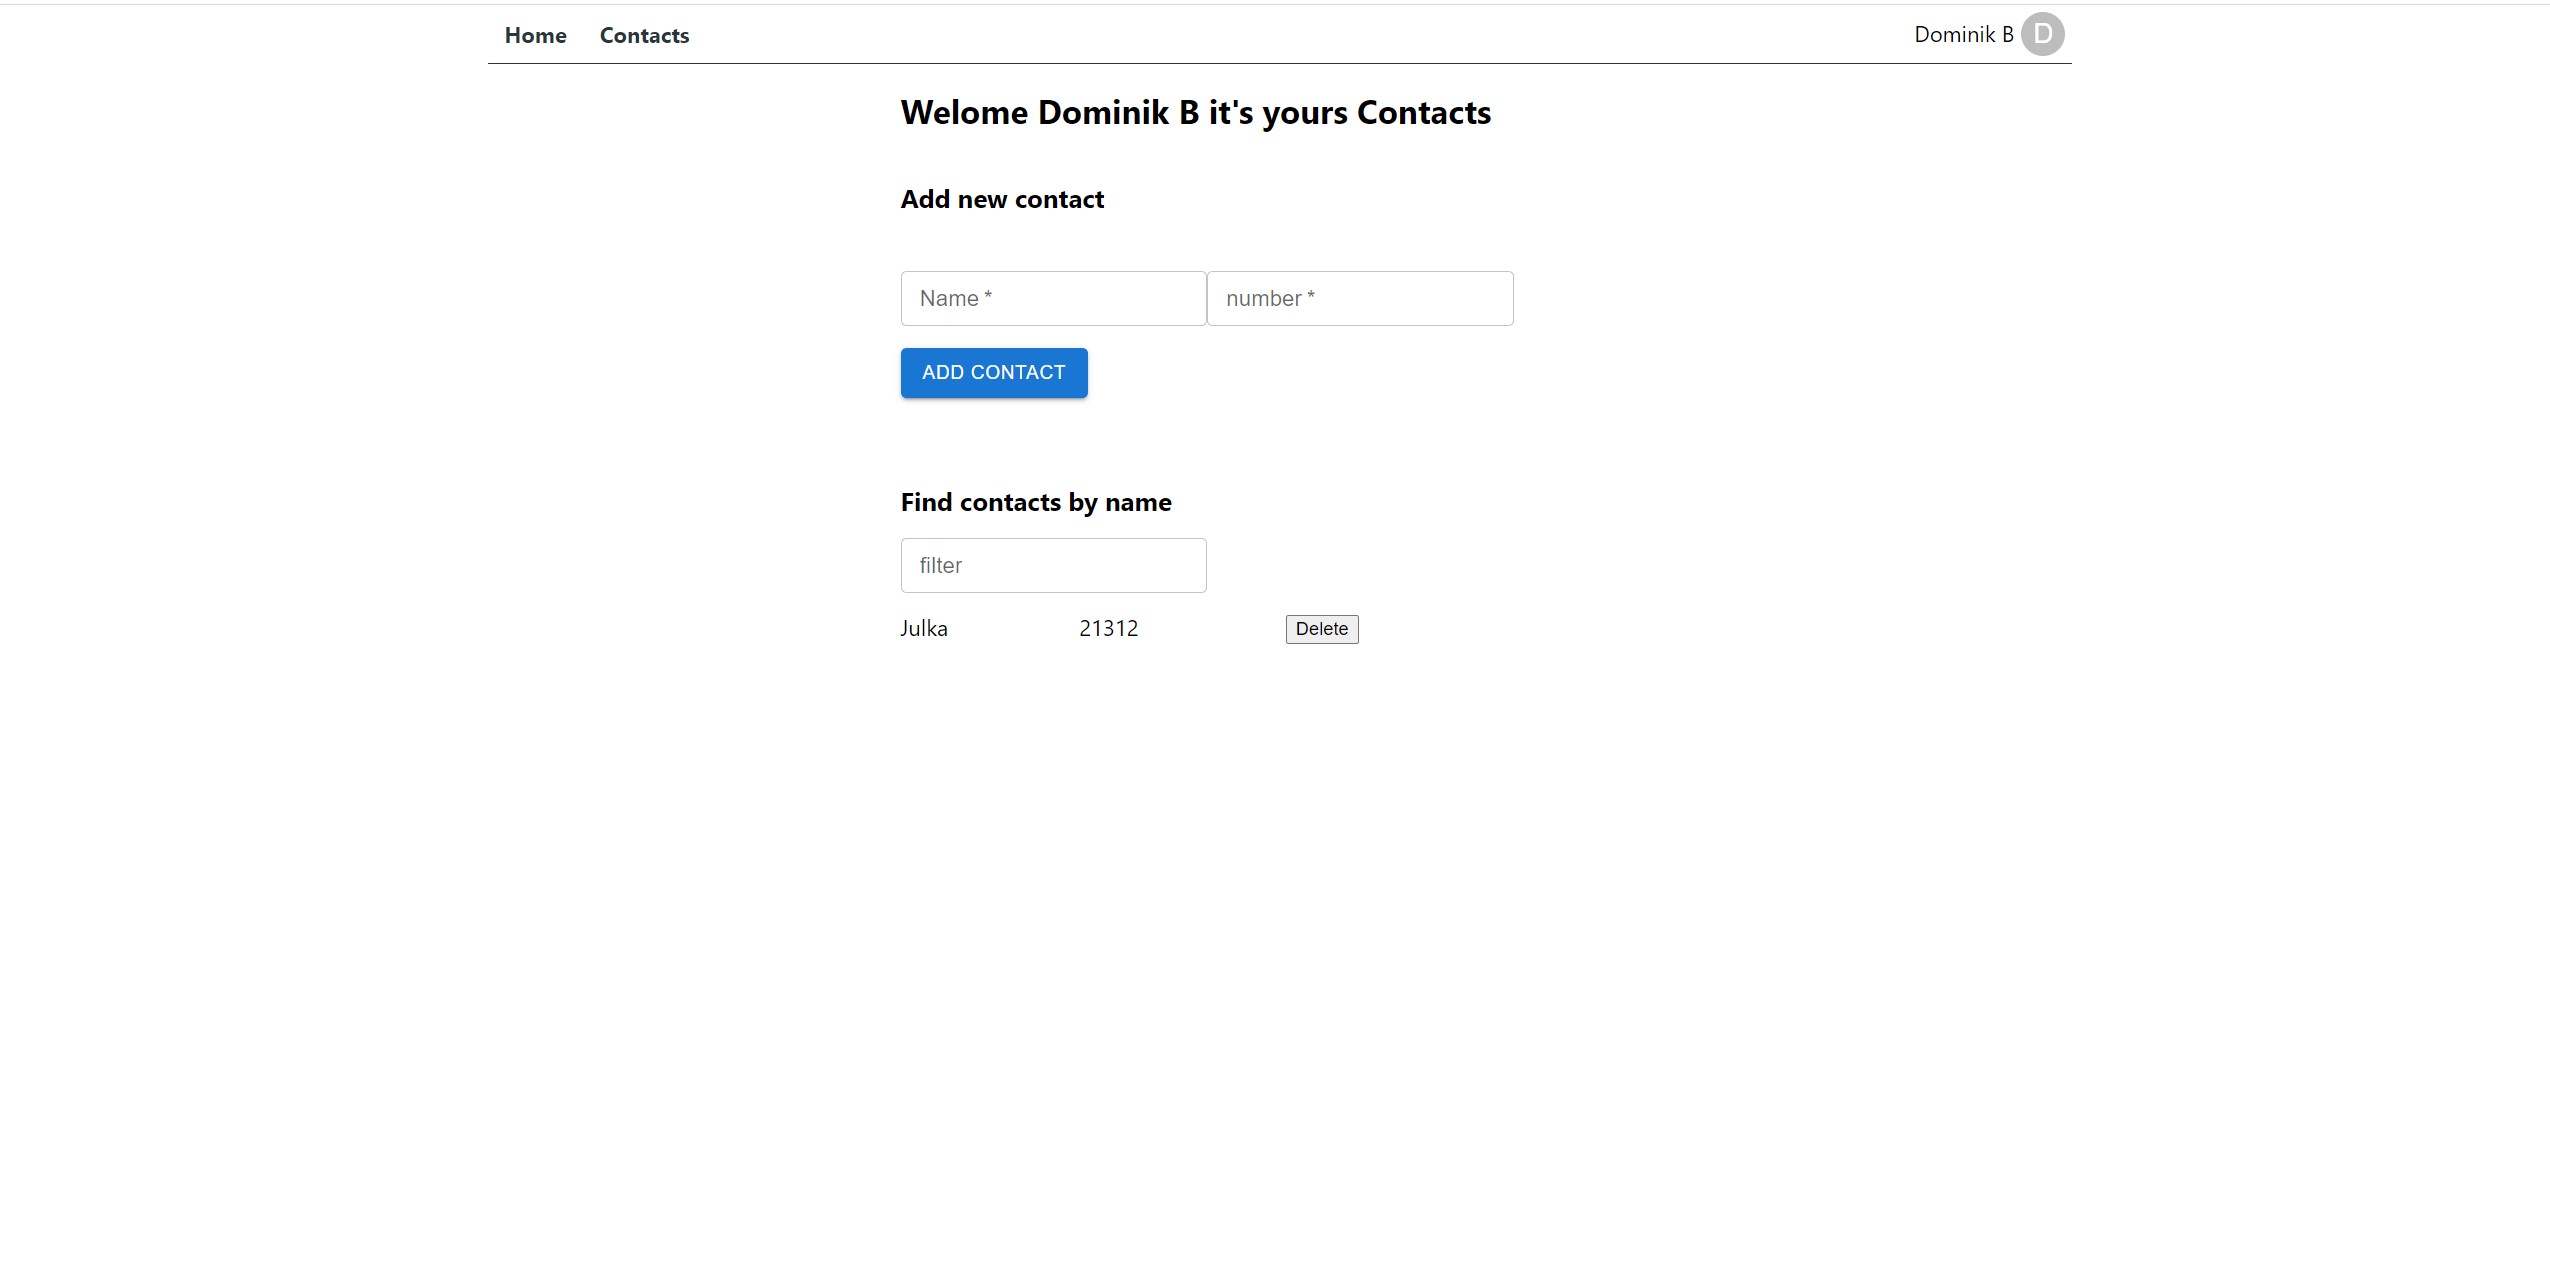 Home Contacts Dominik B D
Welome Dominik B it's yours Contacts
Add new contact
Name * number *
ADD CONTACT
Find contacts by name
filter
Julka 21312 Delete